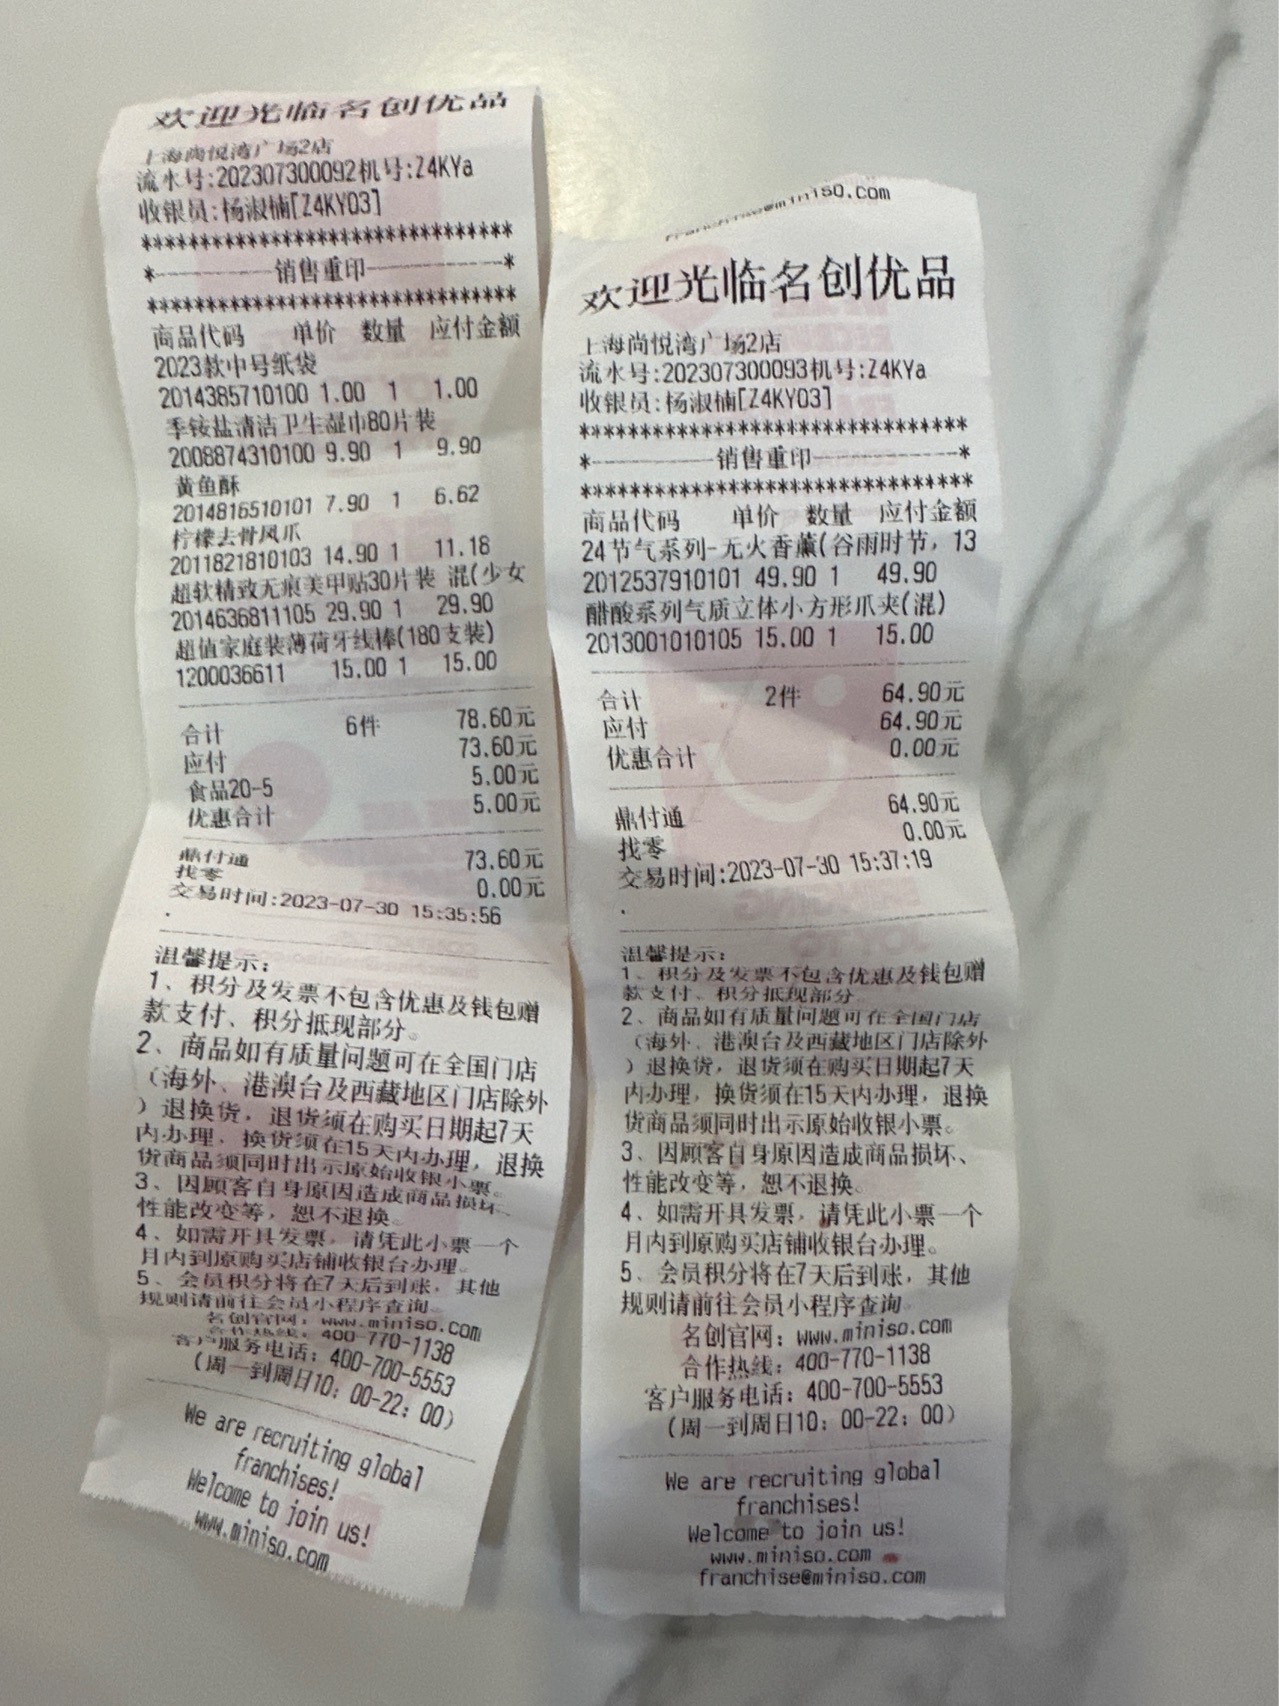 欢迎光临名创优品
上海尚悦湾广场2店
流水号:202307300092机号:Z4KYa
收银员:杨淑楠[Z4KY03]
********************************
*----------销售重印------------*
********************************
商品代码 单价 数量 应付金额
2023款中号纸袋
2014385710100 1.00 1 1.00
季铵盐清洁卫生湿巾80片装
2008874310100 9.90 1 9.90
黄鱼酥
2014816510101 7.90 1 6.62
柠檬去骨凤爪
2011821810103 14.90 1 11.18
超软精致无痕美甲贴30片装 混(少女
2014636811105 29.90 1 29.90
超值家庭装薄荷牙线棒(180支装)
1200036611 15.00 1 15.00
合计 6件 78.60元
应付 73.60元
食品20-5 5.00元
优惠合计 5.00元
鼎付通 73.60元
找零 0.00元
交易时间:2023-07-30 15:35:56
.
温馨提示:
1、积分及发票不包含优惠及钱包赠
款支付、积分抵现部分。
2、商品如有质量问题可在全国门店
(海外、港澳台及西藏地区门店除外
)退换货，退货须在购买日期起7天
内办理，换货须在15天内办理，退换
货商品须同时出示原始收银小票。
3、因顾客自身原因造成商品损坏、
性能改变等，恕不退换。
4、如需开具发票，请凭此小票一个
月内到原购买店铺收银台办理。
5、会员积分将在7天后到账，其他
规则请前往会员小程序查询。
名创官网：www.miniso.com
合作热线：400-770-1138
客户服务电话：400-700-5553
(周一到周日10：00-22：00)
We are recruiting global
franchises!
Welcome to join us!
www.miniso.com
franchise@miniso.com
欢迎光临名创优品
上海尚悦湾广场2店
流水号:202307300093机号:Z4KYa
收银员:杨淑楠[Z4KY03]
********************************
*----------销售重印------------*
********************************
商品代码 单价 数量 应付金额
24节气系列-无火香薰(谷雨时节，13
2012537910101 49.90 1 49.90
醋酸系列气质立体小方形爪夹(混)
2013001010105 15.00 1 15.00
合计 2件 64.90元
应付 64.90元
优惠合计 0.00元
鼎付通 64.90元
找零 0.00元
交易时间:2023-07-30 15:37:19
.
温馨提示:
1、积分及发票不包含优惠及钱包赠
款支付、积分抵现部分。
2、商品如有质量问题可在全国门店
(海外、港澳台及西藏地区门店除外
)退换货，退货须在购买日期起7天
内办理，换货须在15天内办理，退换
货商品须同时出示原始收银小票。
3、因顾客自身原因造成商品损坏、
性能改变等，恕不退换。
4、如需开具发票，请凭此小票一个
月内到原购买店铺收银台办理。
5、会员积分将在7天后到账，其他
规则请前往会员小程序查询。
名创官网：www.miniso.com
合作热线：400-770-1138
客户服务电话：400-700-5553
(周一到周日10：00-22：00)
We are recruiting global
franchises!
Welcome to join us!
www.miniso.com
franchise@miniso.com